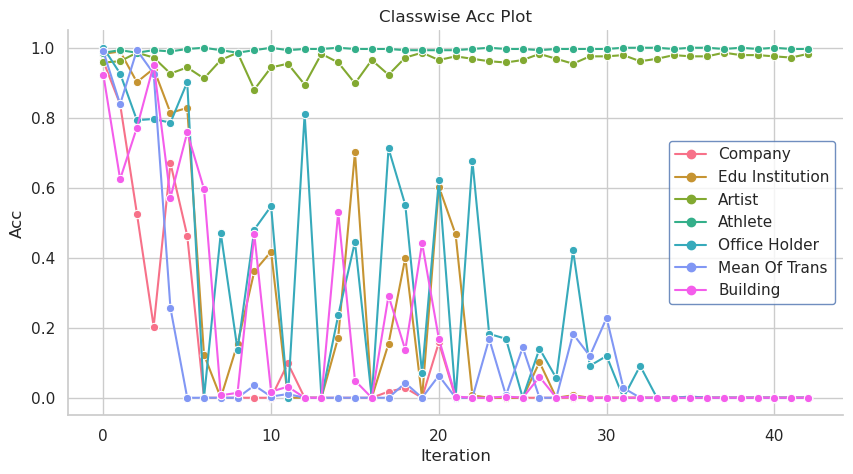 Classwise Acc Plot
1.0
0.8
0.6
0.4
0.2
0.0
Acc
Company
Edu Institution
Artist
Athlete
Office Holder
Mean Of Trans
Building
0
10
20
30
40
Iteration